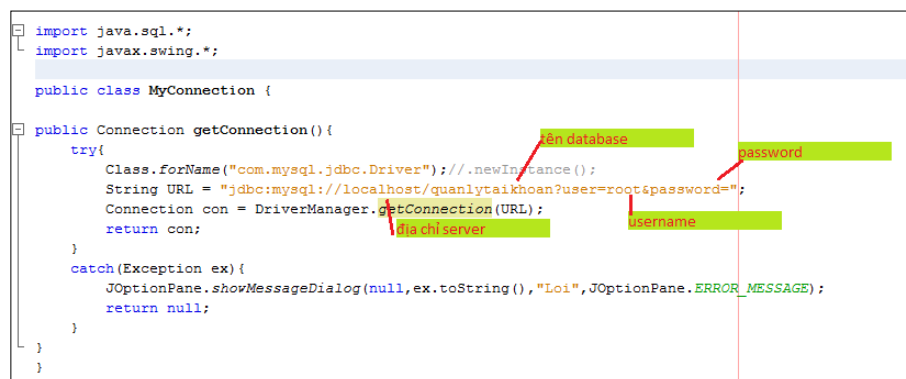 import java.sql.*;
import javax.swing.*;
public class MyConnection {
public Connection getConnection(){
try{
tên database
password
Class.forName("com.mysql.jdbc.Driver");//.newInstance();
String URL = "jdbc:mysql://localhost/quanlytaikhoan?user=root&password=";
Connection con = DriverManager.getConnection(URL);
return con;
địa chỉ server
username
}
catch(Exception ex){
JOptionPane.showMessageDialog(null,ex.toString(),"Loi",JOptionPane.ERROR_MESSAGE);
return null;
}
}
}